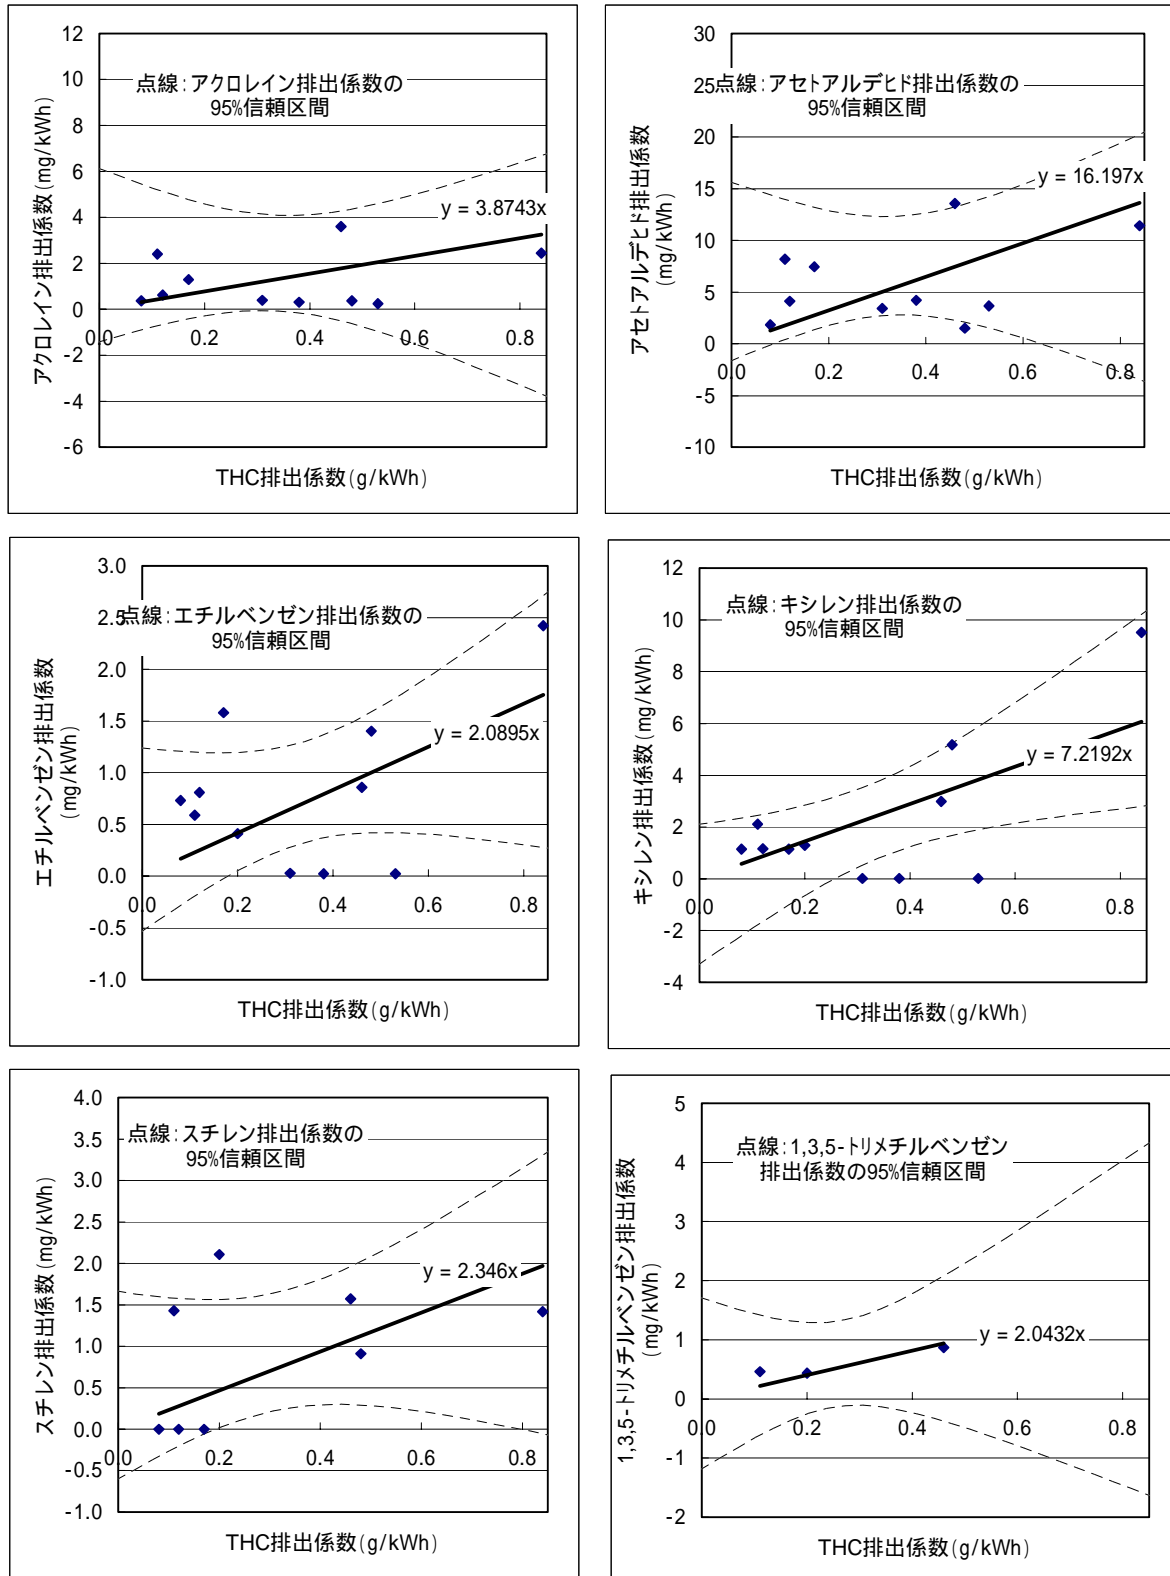 12
10
8
6
4
2
0
-2
-4
-6
0.0
0.2
0.4
0.6
0.8
点線:アクロレイン排出係数の
95%信頼区間
y = 3.8743x
アクロレイン排出係数(mg/kWh)
THC排出係数(g/kWh)
30
25
20
15
10
5
0
-5
-10
0.0
0.2
0.4
0.6
0.8
点線:アセトアルデヒド排出係数の
95%信頼区間
y = 16.197x
アセトアルデヒド排出係数
(mg/kWh)
THC排出係数(g/kWh)
3.0
2.5
2.0
1.5
1.0
0.5
0.0
-0.5
-1.0
0.0
0.2
0.4
0.6
0.8
点線:エチルベンゼン排出係数の
95%信頼区間
y = 2.0895x
エチルベンゼン排出係数
(mg/kWh)
THC排出係数(g/kWh)
12
10
8
6
4
2
0
-2
-4
0.0
0.2
0.4
0.6
0.8
点線:キシレン排出係数の
95%信頼区間
y = 7.2192x
キシレン排出係数(mg/kWh)
THC排出係数(g/kWh)
4.0
3.5
3.0
2.5
2.0
1.5
1.0
0.5
0.0
-0.5
-1.0
0.0
0.2
0.4
0.6
0.8
点線:スチレン排出係数の
95%信頼区間
y = 2.346x
スチレン排出係数(mg/kWh)
THC排出係数(g/kWh)
5
4
3
2
1
0
-1
-2
0.0
0.2
0.4
0.6
0.8
点線:1,3,5-トリメチルベンゼン
排出係数の95%信頼区間
y = 2.0432x
1,3,5-トリメチルベンゼン排出係数
(mg/kWh)
THC排出係数(g/kWh)